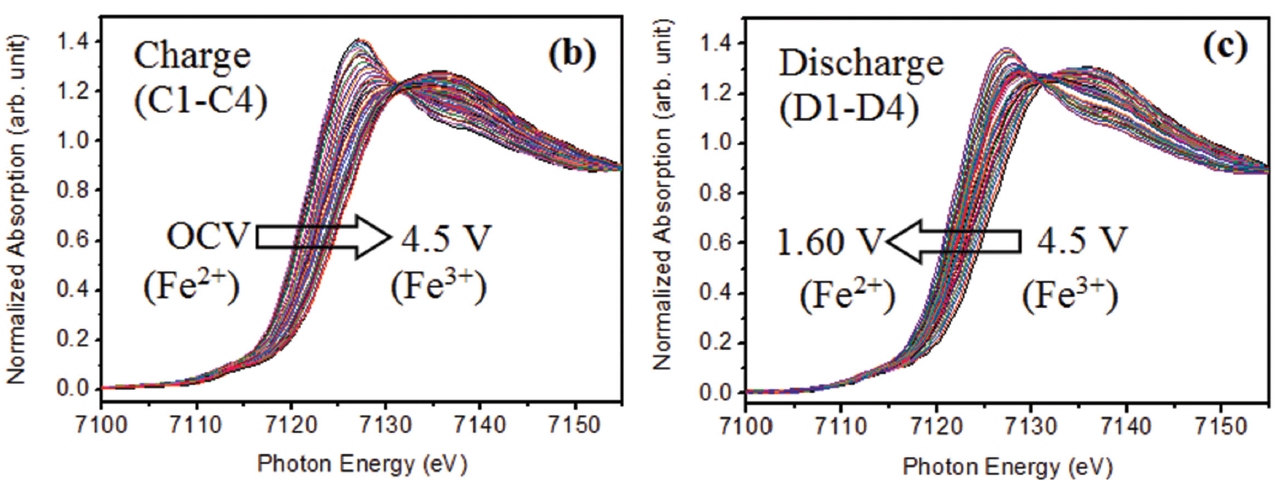 Normalized Absorption (arb. unit)
1.4
1.2
1.0
0.8
0.6
0.4
0.2
0.0
Charge
(C1-C4)
(b)
OCV
4.5 V
(Fe2+)
(Fe3+)
7100 7110 7120 7130 7140 7150
Photon Energy (eV)
Normalized Absorption (arb. unit)
1.4
1.2
1.0
0.8
0.6
0.4
0.2
0.0
Discharge
(D1-D4)
(c)
1.60 V
4.5 V
(Fe2+)
(Fe3+)
7100 7110 7120 7130 7140 7150
Photon Energy (eV)